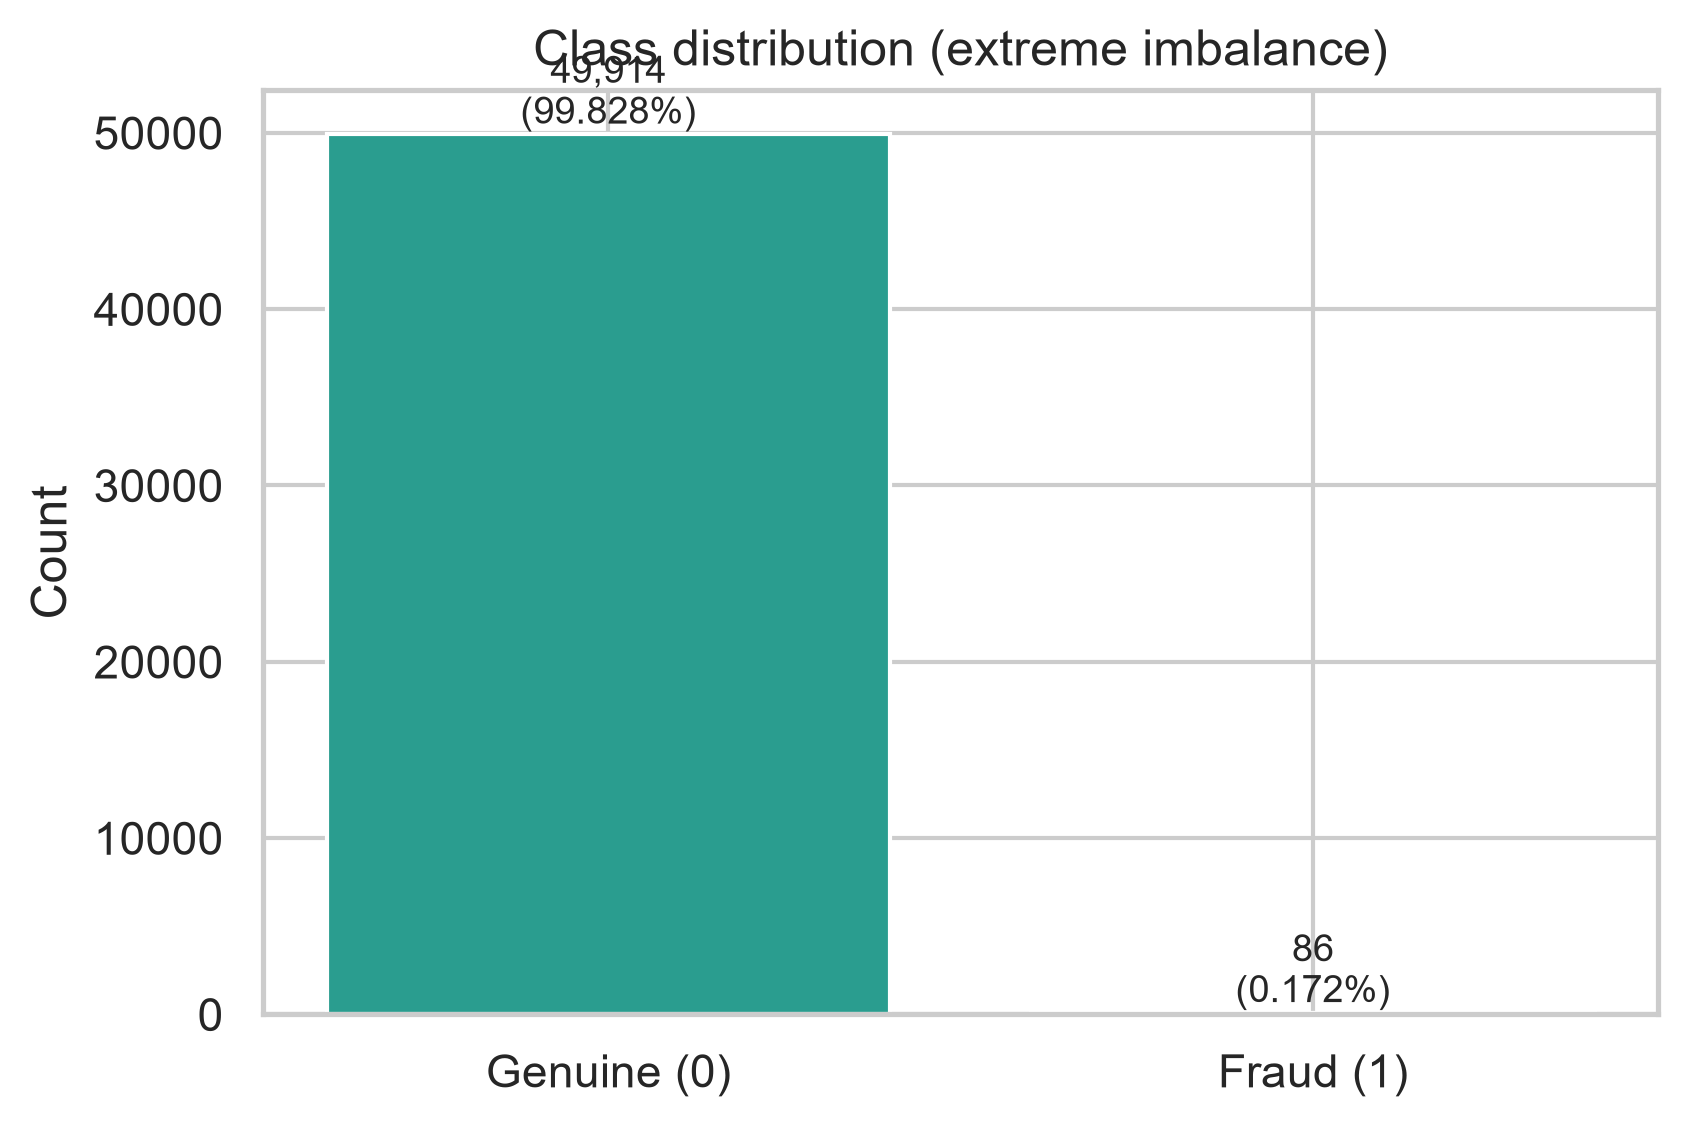 Class distribution (extreme imbalance)
49,914
(99.828%)
50000
40000
30000
20000
10000
0
Count
86
(0.172%)
Genuine (0)
Fraud (1)